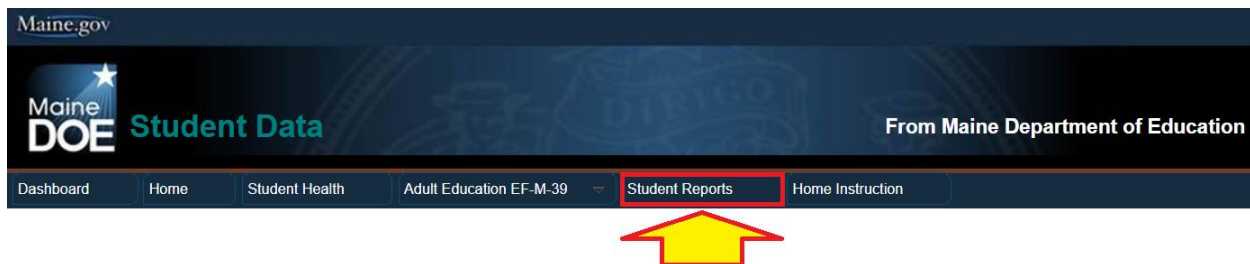 Maine.gov
Maine
DOE
Student Data
DIRIGO
From Maine Department of Education
Dashboard
Home
Student Health
Adult Education EF-M-39
Student Reports
Home Instruction